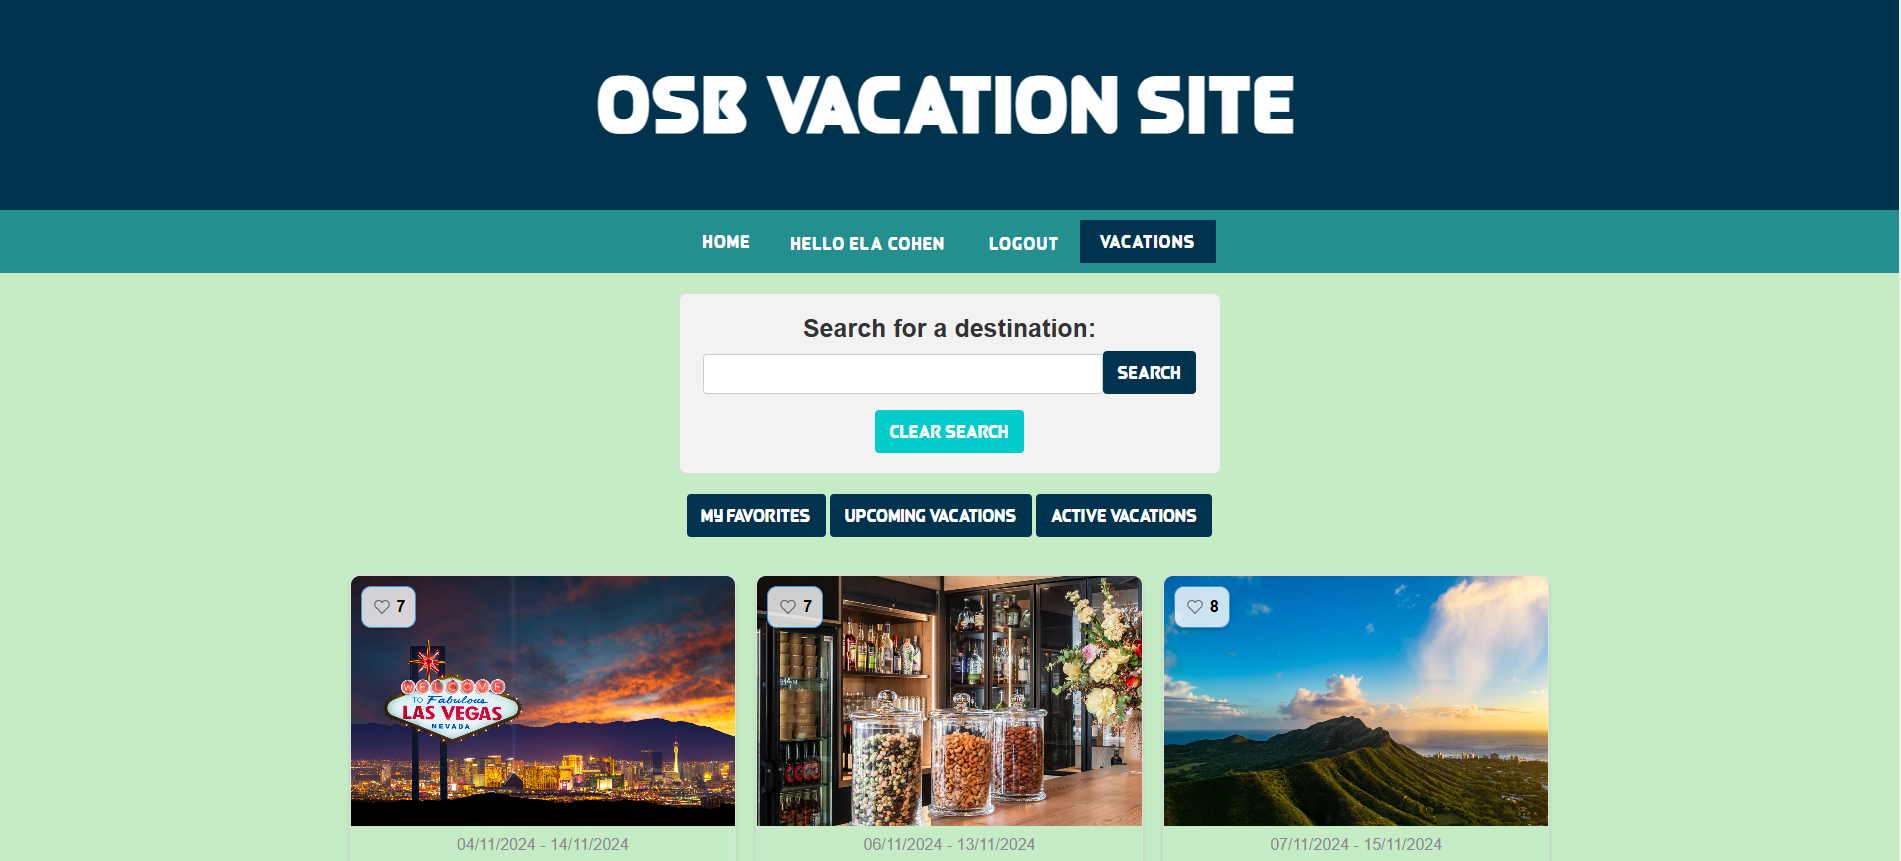 OSB VACATION SITE
HOME HELLO ELA COHEN LOGOUT VACATIONS
Search for a destination:
SEARCH
CLEAR SEARCH
MY FAVORITES UPCOMING VACATIONS ACTIVE VACATIONS
7
WELCOME
TO Fabulous
LAS VEGAS
NEVADA
04/11/2024 - 14/11/2024
7
06/11/2024 - 13/11/2024
8
07/11/2024 - 15/11/2024